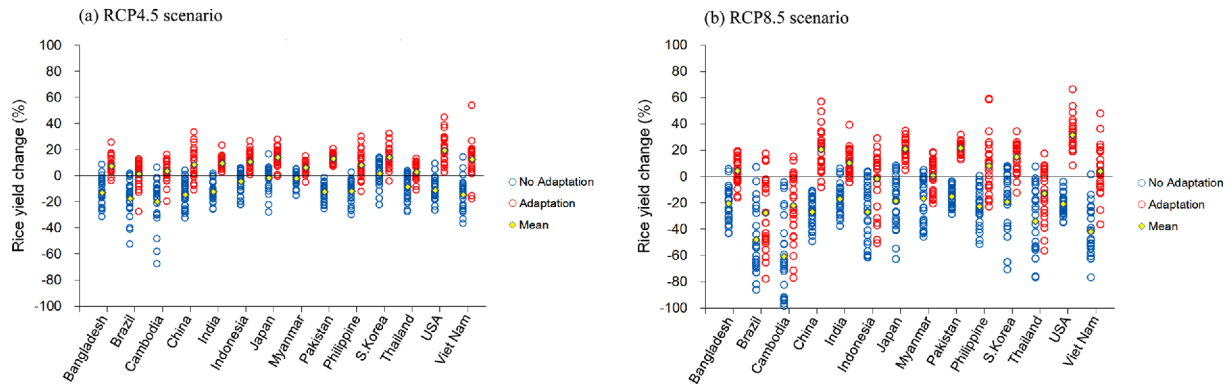 (a) RCP4.5 scenario
Rice yield change (%)
100
80
60
40
20
0
-20
-40
-60
-80
-100
Bangladesh
Brazil
Cambodia
China
India
Indonesia
Japan
Myanmar
Pakistan
Philippine
S.Korea
Thailand
USA
Viet Nam
No Adaptation
Adaptation
Mean
(b) RCP8.5 scenario
Rice yield change (%)
100
80
60
40
20
0
-20
-40
-60
-80
-100
Bangladesh
Brazil
Cambodia
China
India
Indonesia
Japan
Myanmar
Pakistan
Philippine
S.Korea
Thailand
USA
Viet Nam
No Adaptation
Adaptation
Mean